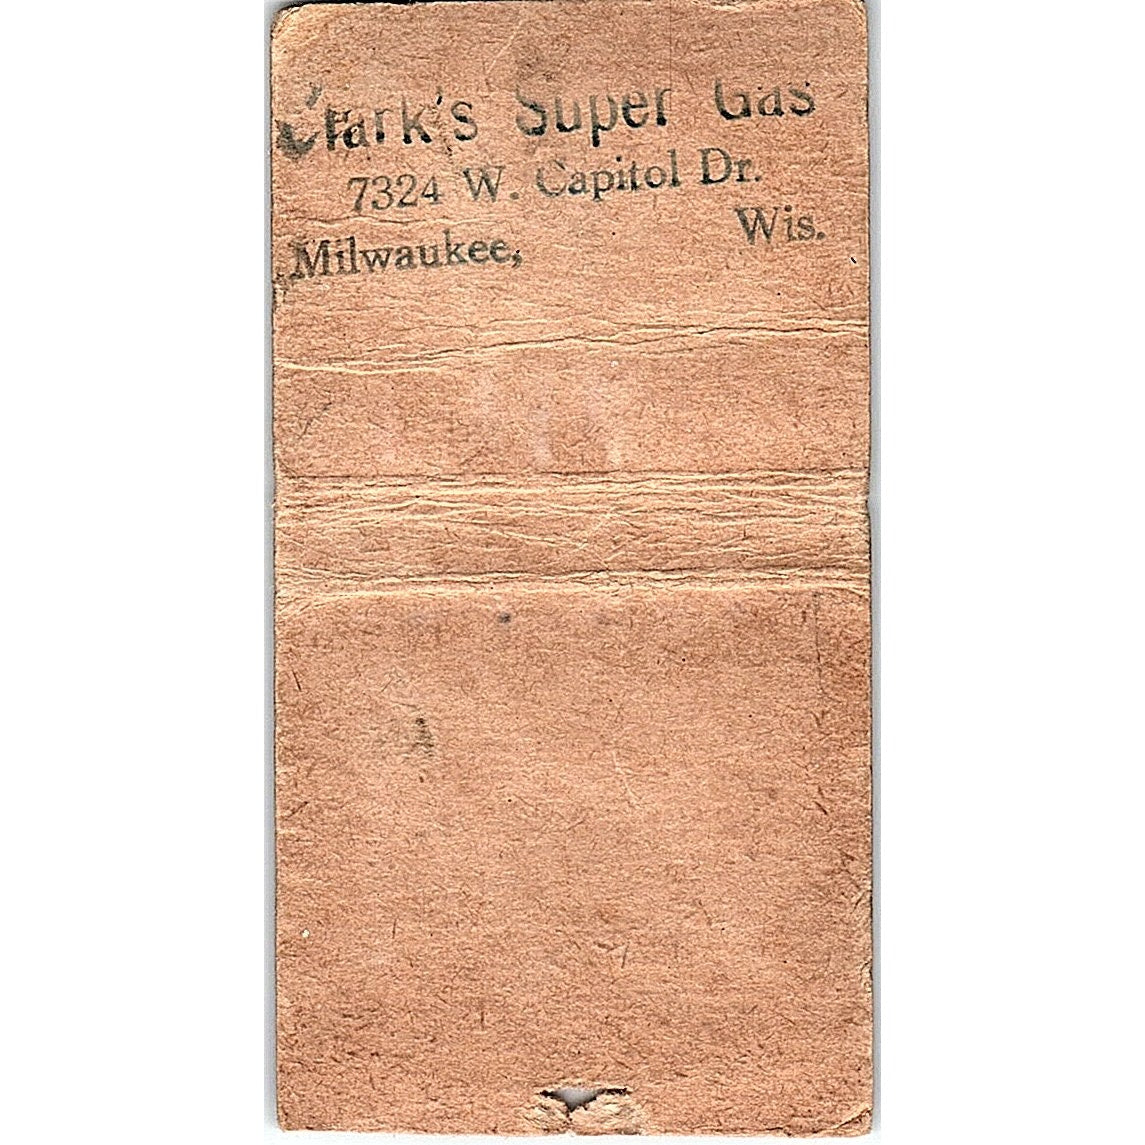 Clark's Super Gas
7324 W. Capitol Dr.
Milwaukee, Wis.